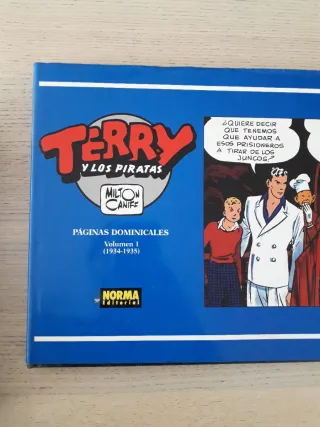 TERRY
Y LOS PIRATAS
MILTON
CANIFF
PÁGINAS DOMINICALES
Volumen 1
(1934-1935)
NORMA
Editorial
¿QUIERE DECIR
QUE TENEMOS
QUE AYUDAR A
ESOS PRISIONEROS
A TIRAR DE LOS
JUNCOS?